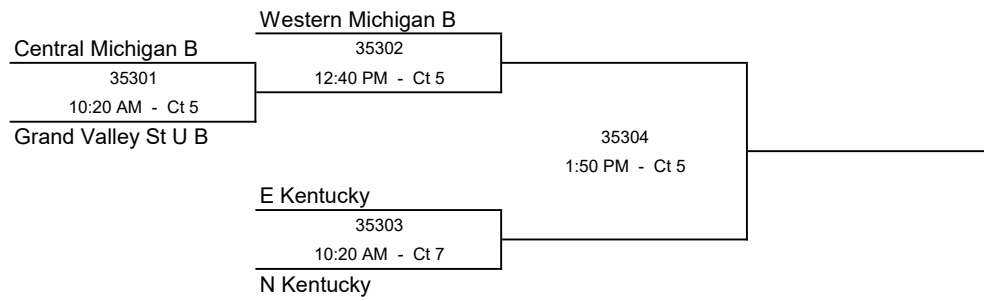 Western Michigan B
Central Michigan B
35302
35301
12:40 PM - Ct 5
10:20 AM - Ct 5
Grand Valley St U B
35304
1:50 PM - Ct 5
E Kentucky
35303
10:20 AM - Ct 7
N Kentucky